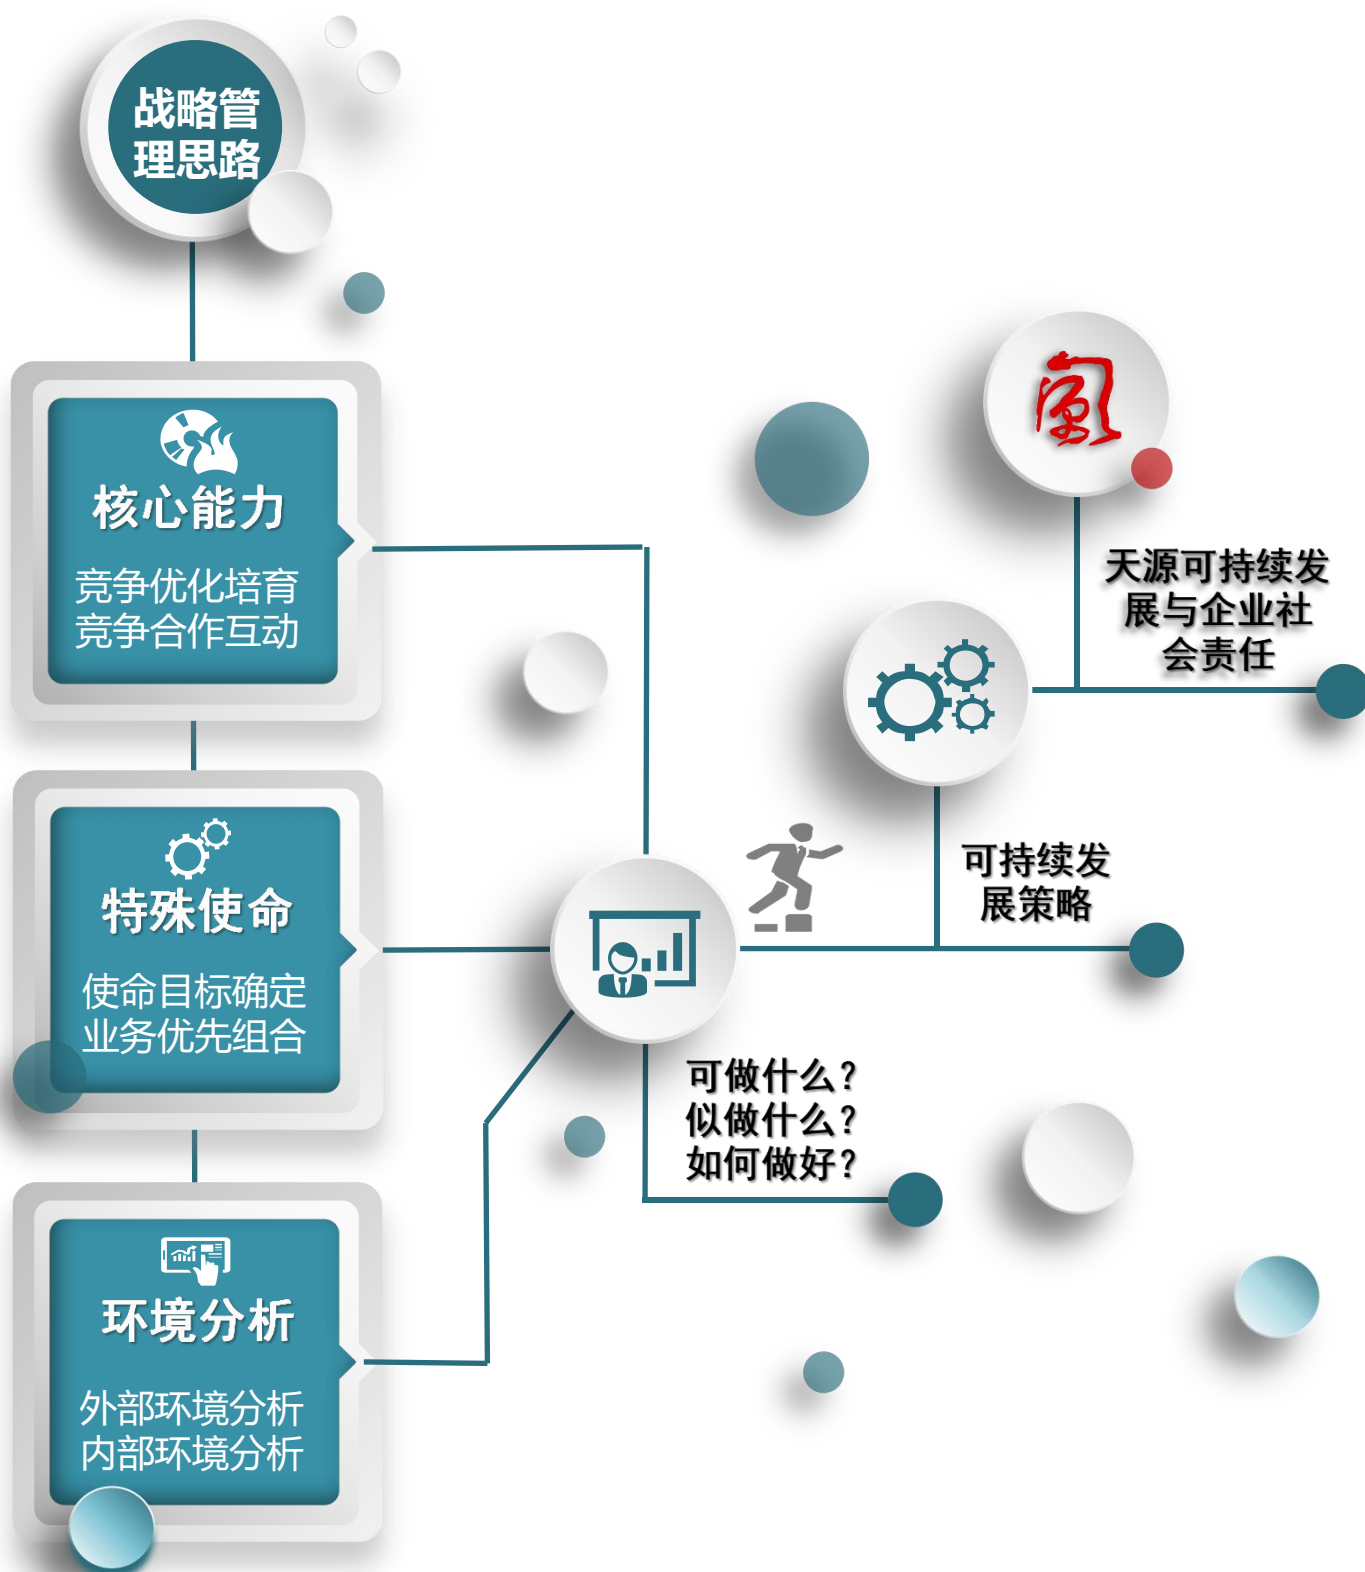 战略管
理思路
核心能力
竞争优化培育
竞争合作互动
特殊使命
使命目标确定
业务优先组合
环境分析
外部环境分析
内部环境分析
可做什么？
似做什么？
如何做好？
可持续发
展策略
天源可持续发
展与企业社
会责任